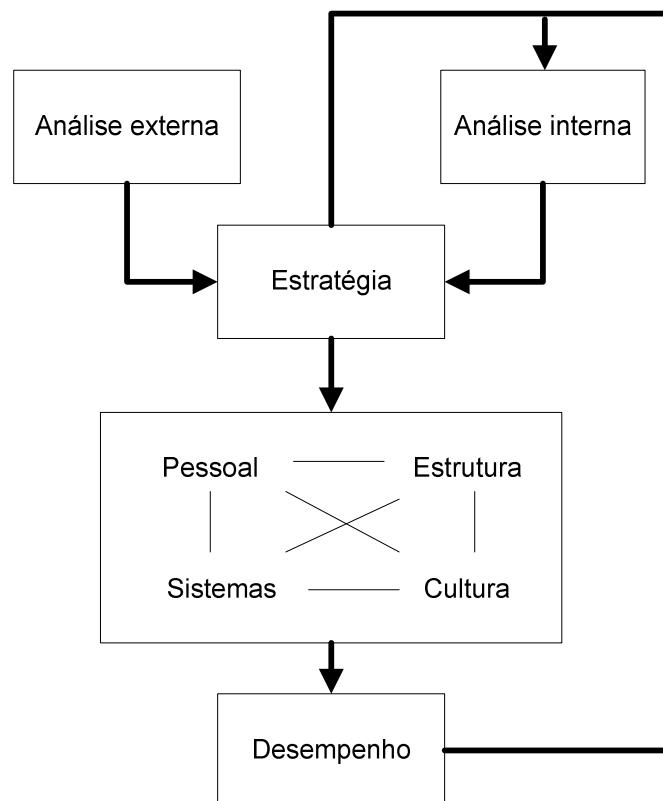 Análise externa
Análise interna
Estratégia
Pessoal
Estrutura
Sistemas
Cultura
Desempenho